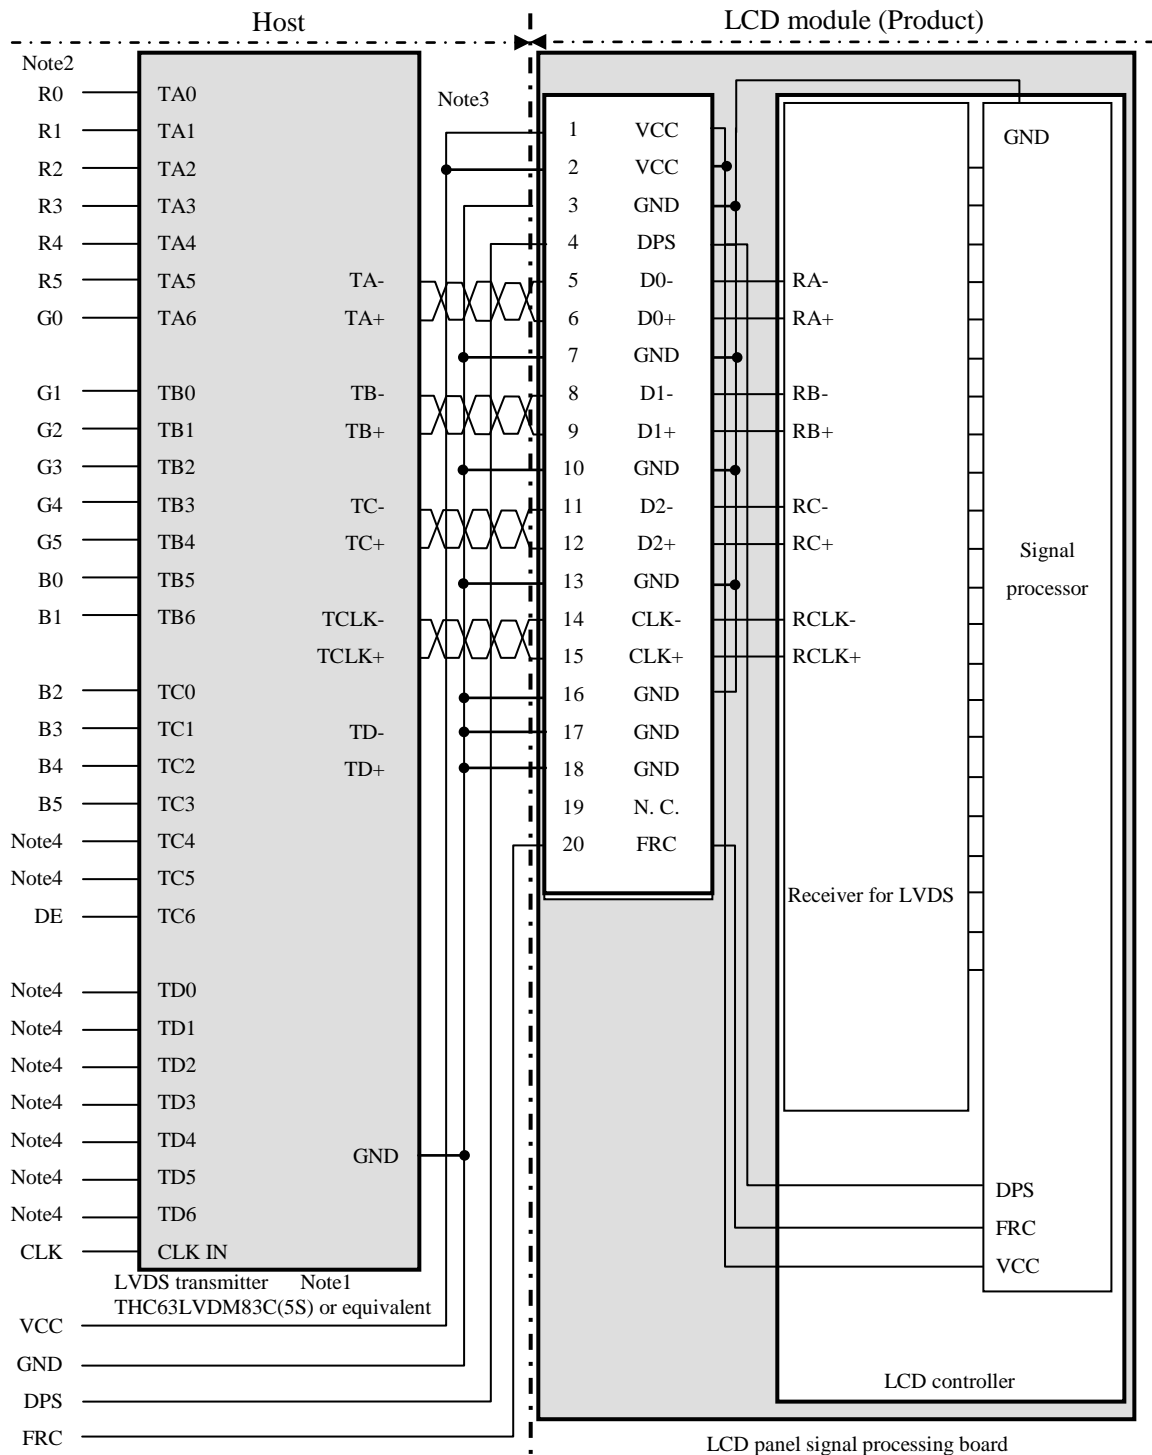 Host
LCD module (Product)
Note2
Note3
R0 TA0
R1 TA1
R2 TA2
R3 TA3
R4 TA4
R5 TA5 TA-
G0 TA6 TA+
G1 TB0 TB-
G2 TB1 TB+
G3 TB2
G4 TB3 TC-
G5 TB4 TC+
B0 TB5
B1 TB6 TCLK-
TCLK+
B2 TC0
B3 TC1 TD-
B4 TC2 TD+
B5 TC3
Note4 TC4
Note4 TC5
DE TC6
Note4 TD0
Note4 TD1
Note4 TD2
Note4 TD3
Note4 TD4 GND
Note4 TD5
Note4 TD6
CLK CLK IN
LVDS transmitter Note1
THC63LVDM83C(5S) or equivalent
VCC
GND
DPS
FRC
1 VCC
2 VCC
3 GND
4 DPS
5 D0- RA-
6 D0+ RA+
7 GND
8 D1- RB-
9 D1+ RB+
10 GND
11 D2- RC-
12 D2+ RC+
13 GND
14 CLK- RCLK-
15 CLK+ RCLK+
16 GND
17 GND
18 GND
19 N. C.
20 FRC
Receiver for LVDS
GND
Signal
processor
DPS
FRC
VCC
LCD controller
LCD panel signal processing board